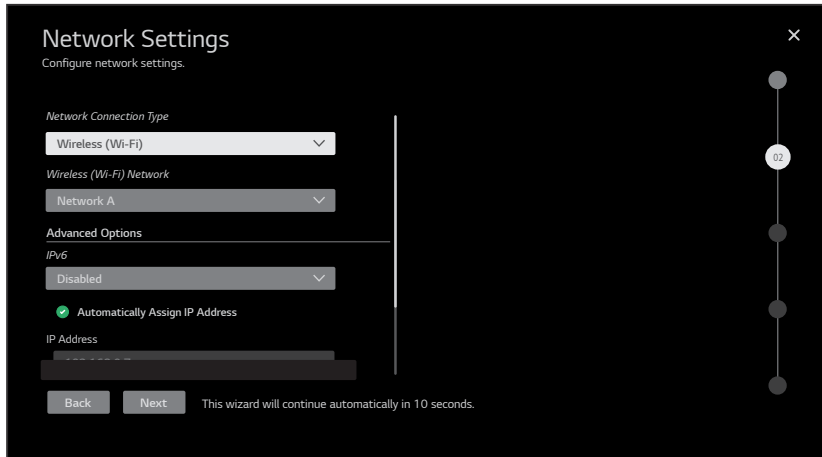 Network Settings
Configure network settings.
Network Connection Type
Wireless (Wi-Fi)
02
Wireless (Wi-Fi) Network
Network A
Advanced Options
IPv6
Disabled
Automatically Assign IP Address
IP Address
Back Next This wizard will continue automatically in 10 seconds.